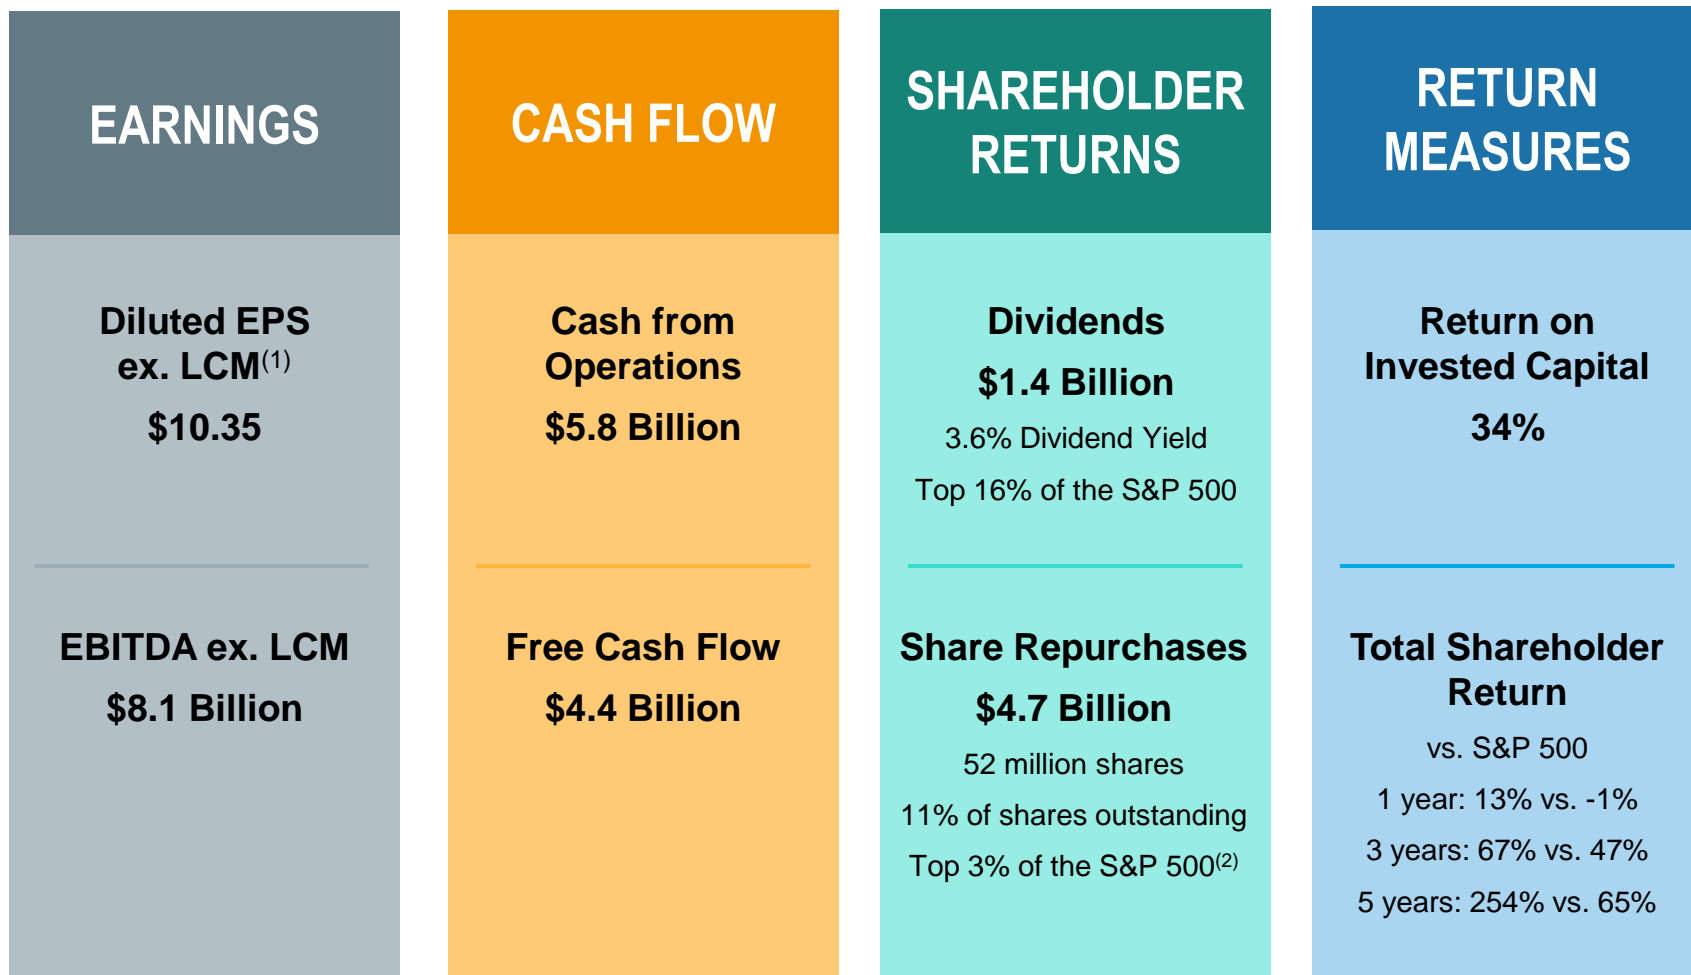 EARNINGS
Diluted EPS
ex. LCM(1)
$10.35
EBITDA ex. LCM
$8.1 Billion
CASH FLOW
Cash from
Operations
$5.8 Billion
Free Cash Flow
$4.4 Billion
SHAREHOLDER
RETURNS
Dividends
$1.4 Billion
3.6% Dividend Yield
Top 16% of the S&P 500
Share Repurchases
$4.7 Billion
52 million shares
11% of shares outstanding
Top 3% of the S&P 500(2)
RETURN
MEASURES
Return on
Invested Capital
34%
Total Shareholder
Return
vs. S&P 500
1 year: 13% vs. -1%
3 years: 67% vs. 47%
5 years: 254% vs. 65%